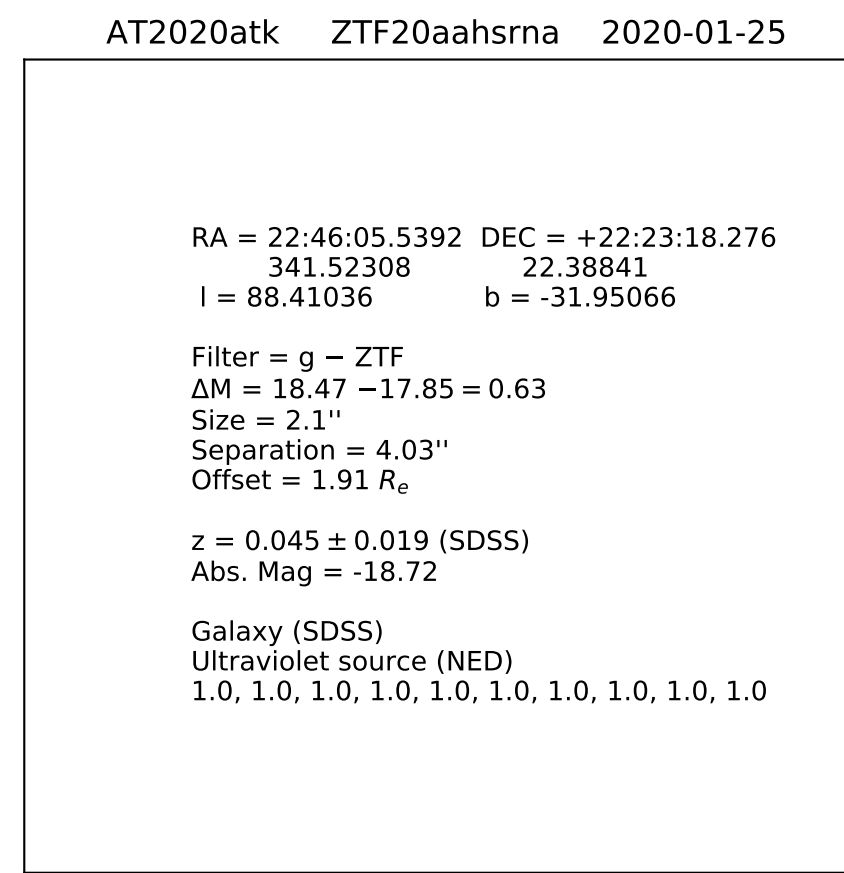 AT2020atk ZTF20aahsrna 2020-01-25
RA = 22:46:05.5392 DEC = +22:23:18.276
341.52308 22.38841
l = 88.41036 b = -31.95066
Filter = g − ZTF
ΔM = 18.47 −17.85 = 0.63
Size = 2.1''
Separation = 4.03''
Offset = 1.91 Re
z = 0.045 ± 0.019 (SDSS)
Abs. Mag = -18.72
Galaxy (SDSS)
Ultraviolet source (NED)
1.0, 1.0, 1.0, 1.0, 1.0, 1.0, 1.0, 1.0, 1.0, 1.0